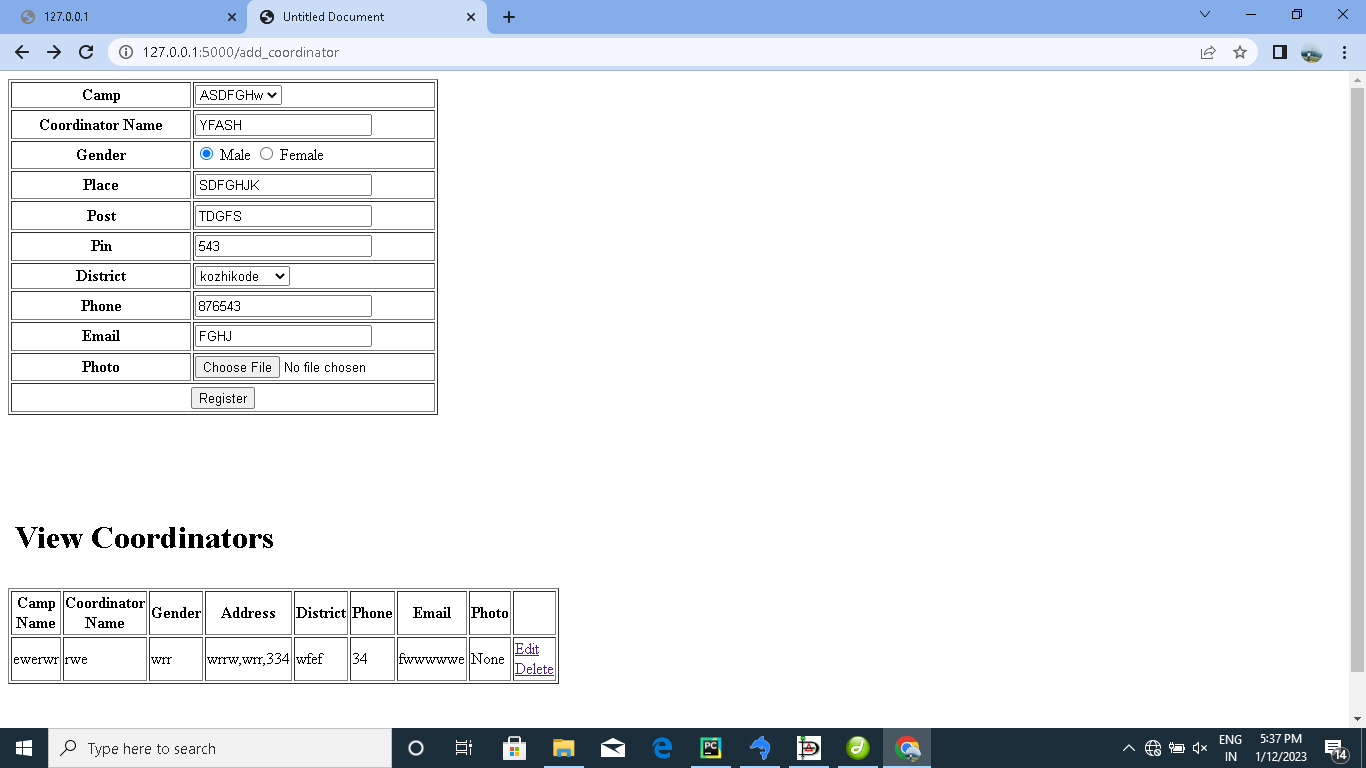 127.0.0.1
Untitled Document
127.0.0.1:5000/add_coordinator
Camp ASDFGHw
Coordinator Name YFASH
Gender Male Female
Place SDFGHJK
Post TDGFS
Pin 543
District kozhikode
Phone 876543
Email FGHJ
Photo Choose File No file chosen
Register
View Coordinators
Camp Name Coordinator Name Gender Address District Phone Email Photo
ewerwr rwe wrr wrrw,wrr,334 wfef 34 fwwwwwe None Edit
Delete
Type here to search
PC
ENG
IN
5:37 PM
1/12/2023
14